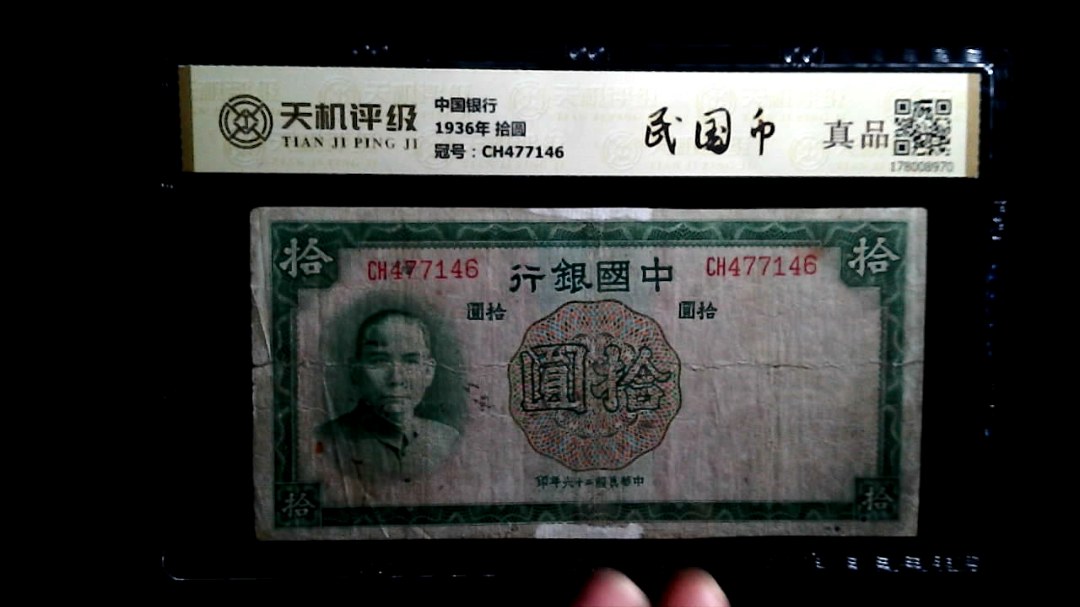 天机评级
TIAN JI PING JI
中国银行
1936年 拾圆
冠号：CH477146
民国币
真品
178008970
拾
CH477146
行銀國中
CH477146
拾
圓拾
圓拾
圓拾
印年六十二國民華中
拾
拾